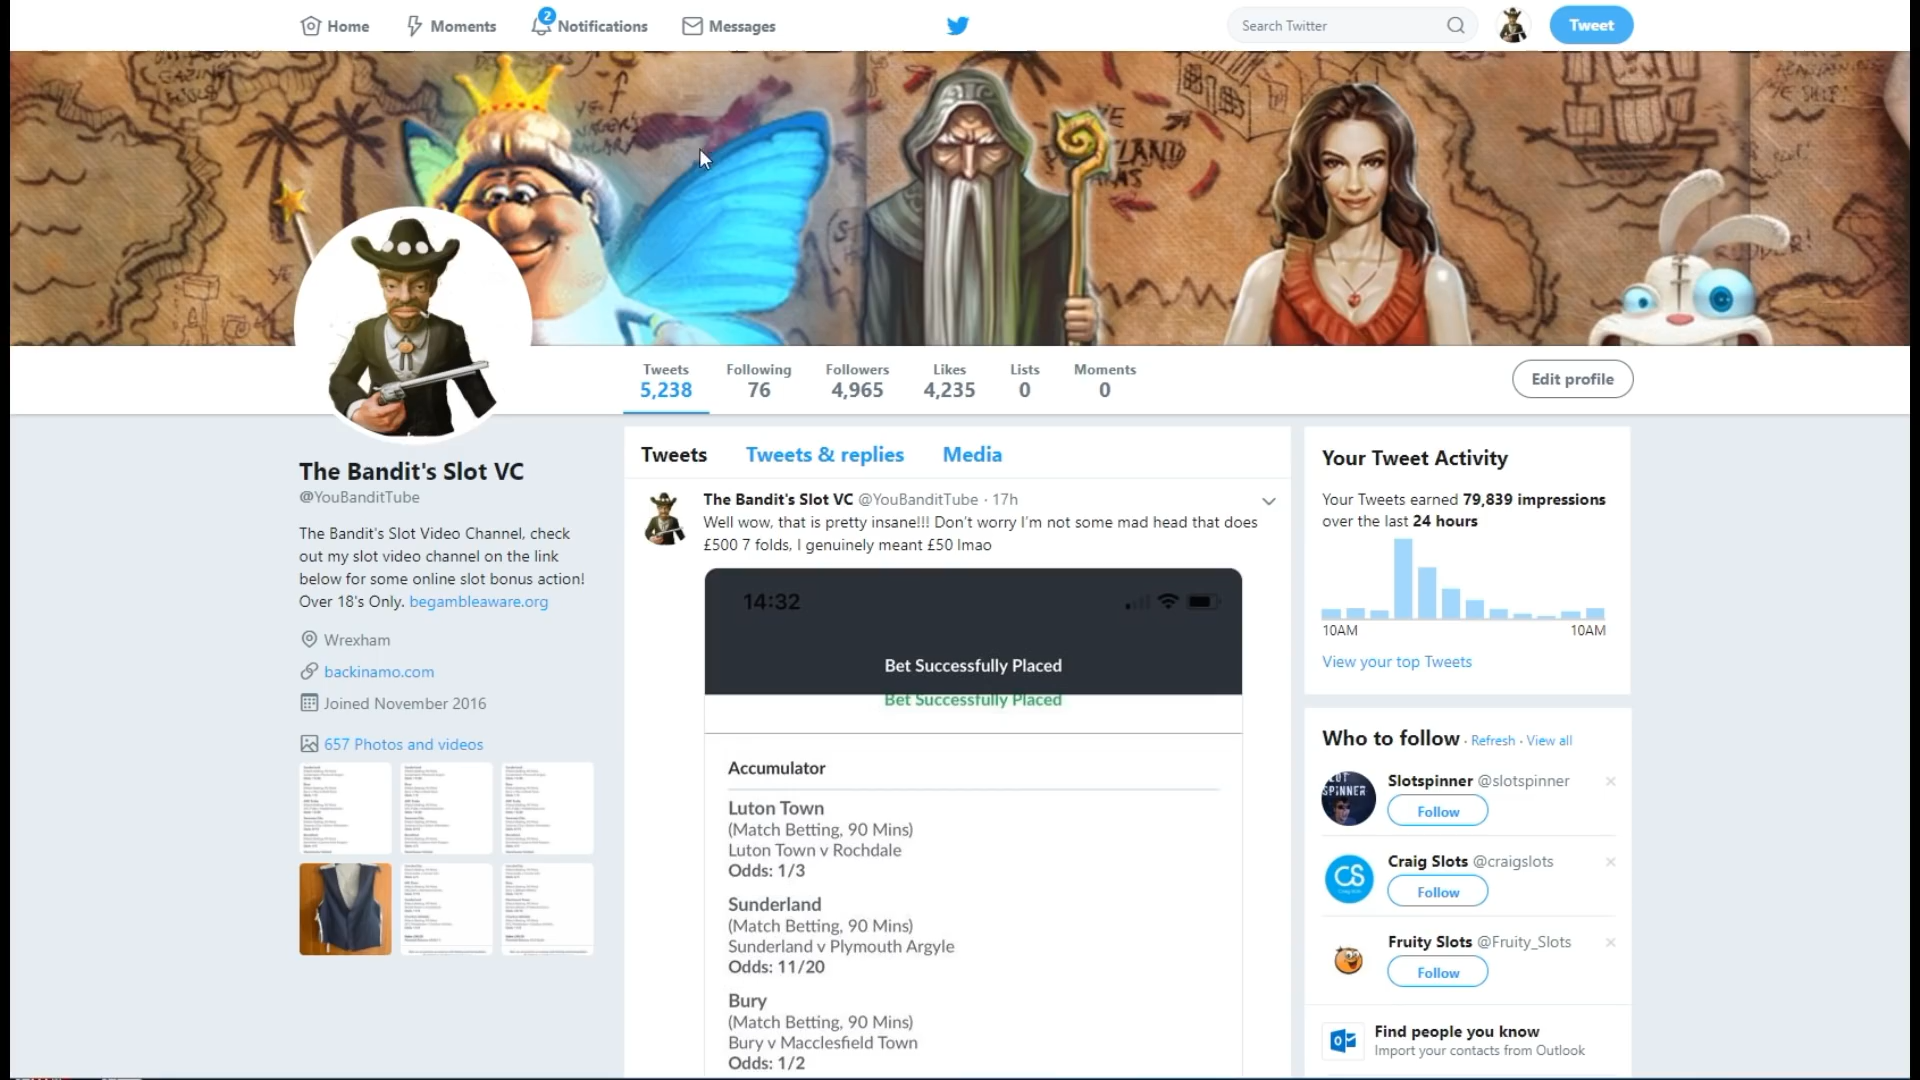 Home
Moments
2
Notifications
Messages
Search Twitter
Tweet
Tweets
5,238
Following
76
Followers
4,965
Likes
4,235
Lists
0
Moments
0
Edit profile
The Bandit's Slot VC
@YouBanditTube
The Bandit's Slot Video Channel, check
out my slot video channel on the link
below for some online slot bonus action!
Over 18's Only. begambleaware.org
Wrexham
backinamo.com
Joined November 2016
657 Photos and videos
Tweets
Tweets & replies
Media
The Bandit's Slot VC @YouBanditTube · 17h
Well wow, that is pretty insane!!! Don't worry I'm not some mad head that does
£500 7 folds, I genuinely meant £50 lmao
14:32
Bet Successfully Placed
Bet Successfully Placed
Accumulator
Luton Town
(Match Betting, 90 Mins)
Luton Town v Rochdale
Odds: 1/3
Sunderland
(Match Betting, 90 Mins)
Sunderland v Plymouth Argyle
Odds: 11/20
Bury
(Match Betting, 90 Mins)
Bury v Macclesfield Town
Odds: 1/2
Your Tweet Activity
Your Tweets earned 79,839 impressions
over the last 24 hours
10AM
10AM
View your top Tweets
Who to follow · Refresh · View all
Slotspinner @slotspinner
Follow
Craig Slots @craigslots
CS
Follow
Fruity Slots @Fruity_Slots
Follow
Find people you know
Import your contacts from Outlook